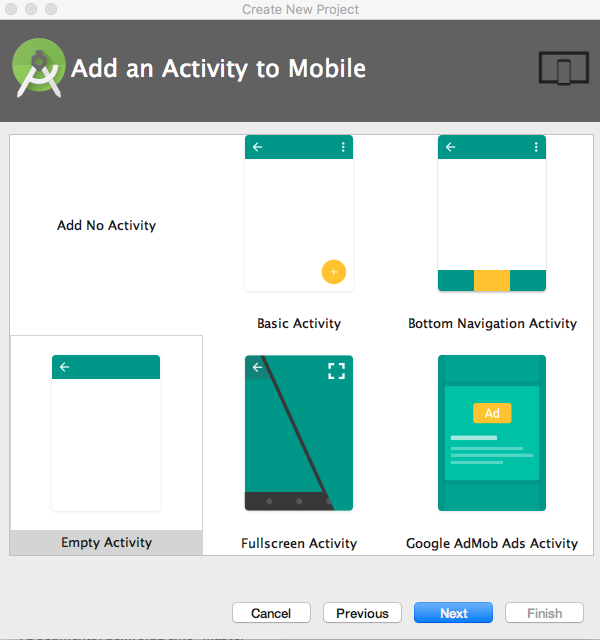 Create New Project
Add an Activity to Mobile
Add No Activity
Basic Activity
Bottom Navigation Activity
Empty Activity
Fullscreen Activity
Ad
Google AdMob Ads Activity
Cancel
Previous
Next
Finish